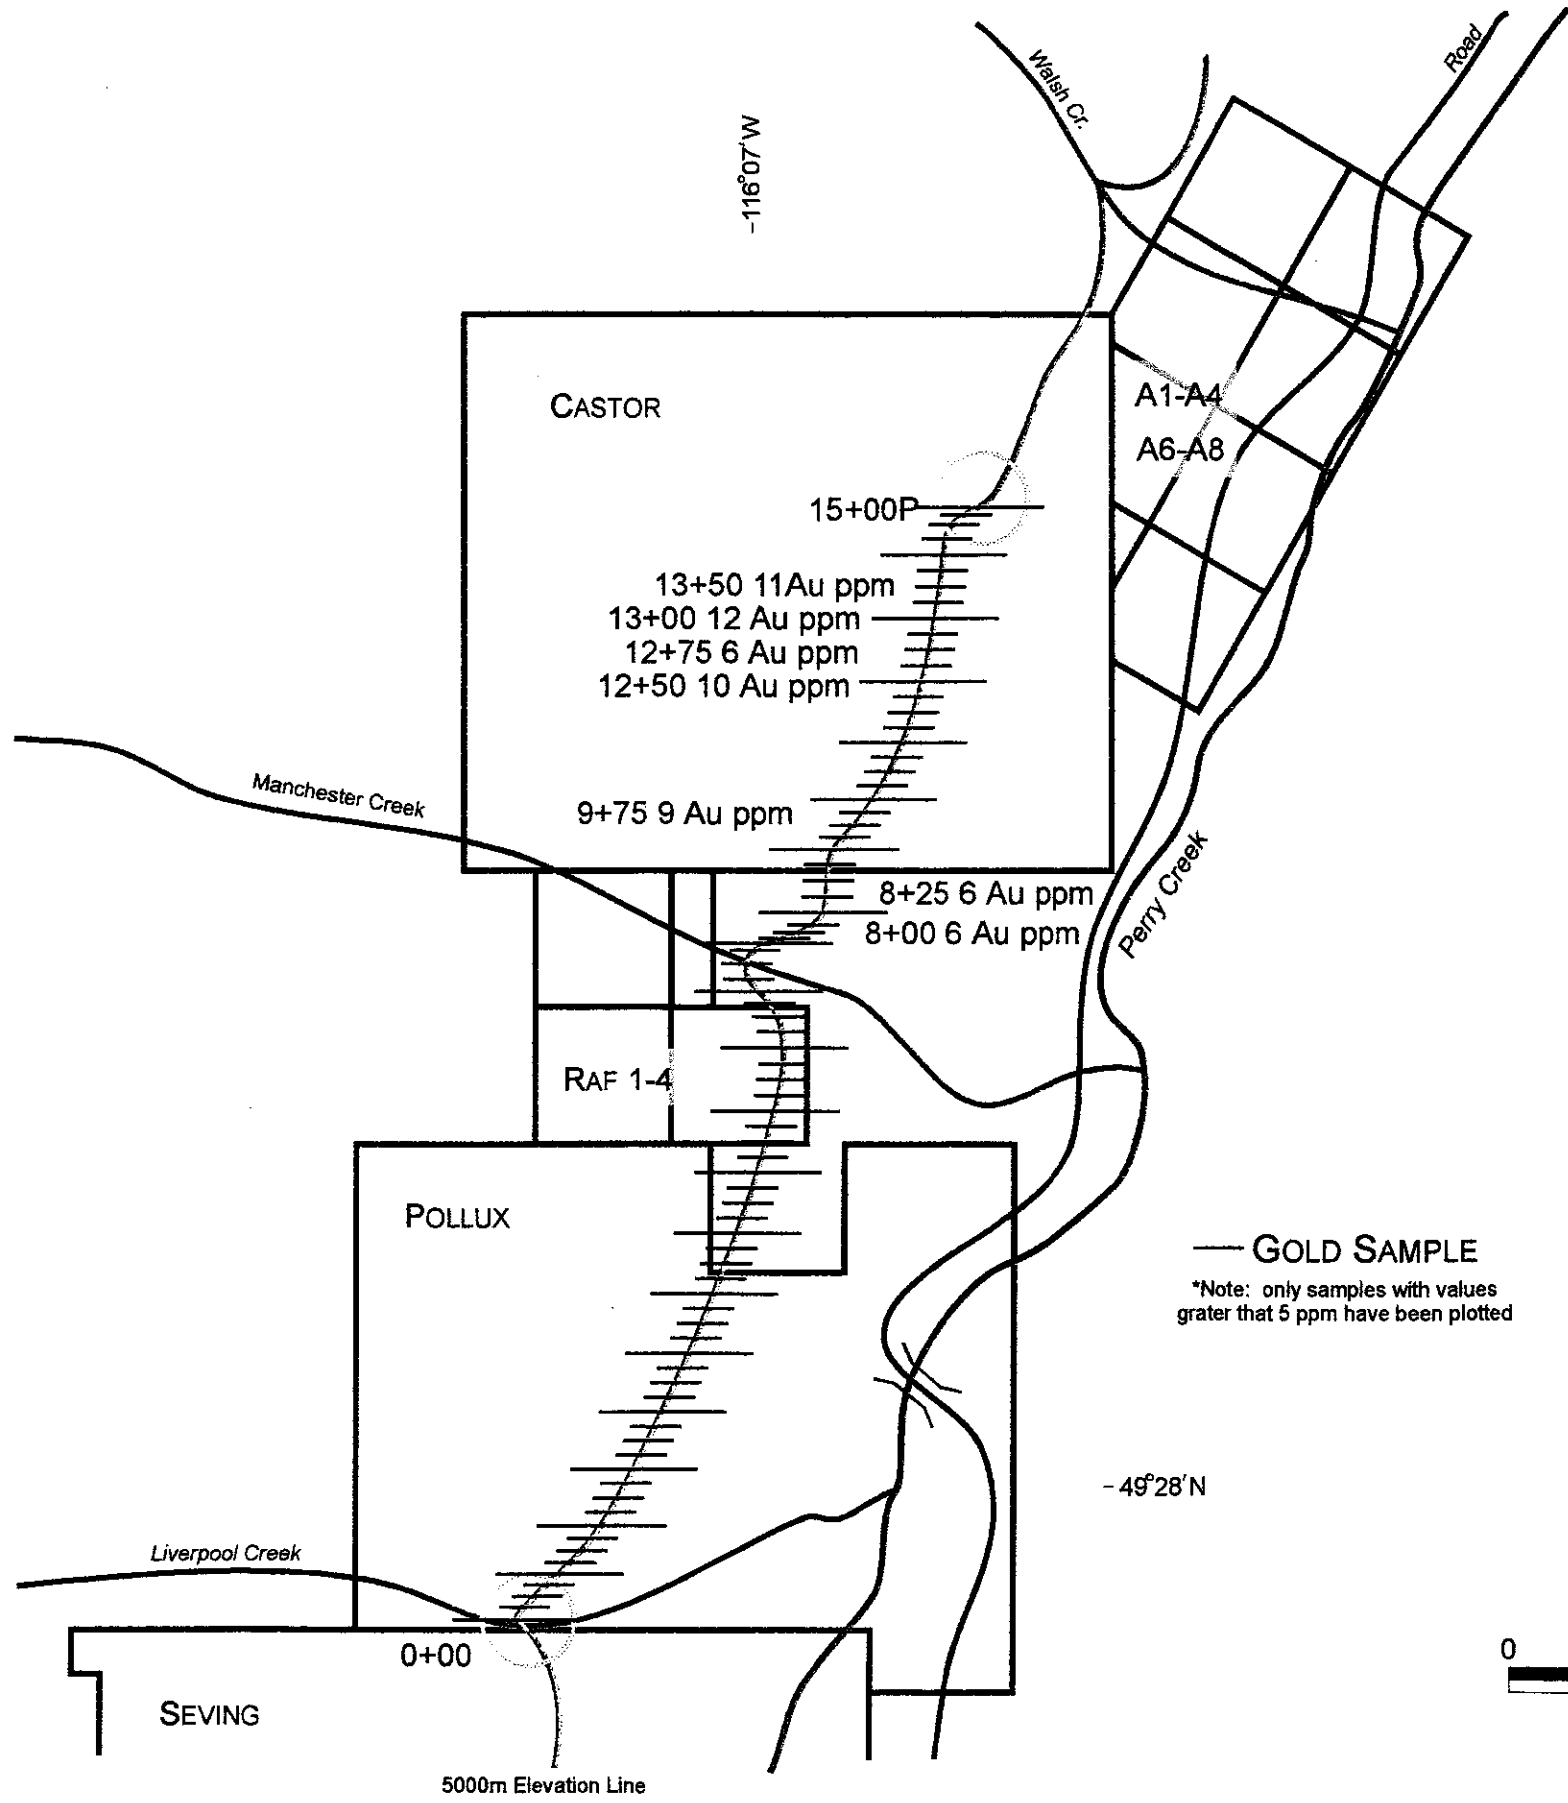 Walsh Cr.
Road
-116°07'W
CASTOR
A1-A4
A6-A8
15+00P
13+50 11Au ppm
13+00 12 Au ppm
12+75 6 Au ppm
12+50 10 Au ppm
Manchester Creek
9+75 9 Au ppm
8+25 6 Au ppm
8+00 6 Au ppm
Perry Creek
RAF 1-4
POLLUX
GOLD SAMPLE
*Note: only samples with values
grater that 5 ppm have been plotted
- 49°28'N
Liverpool Creek
0+00
0
SEVING
5000m Elevation Line